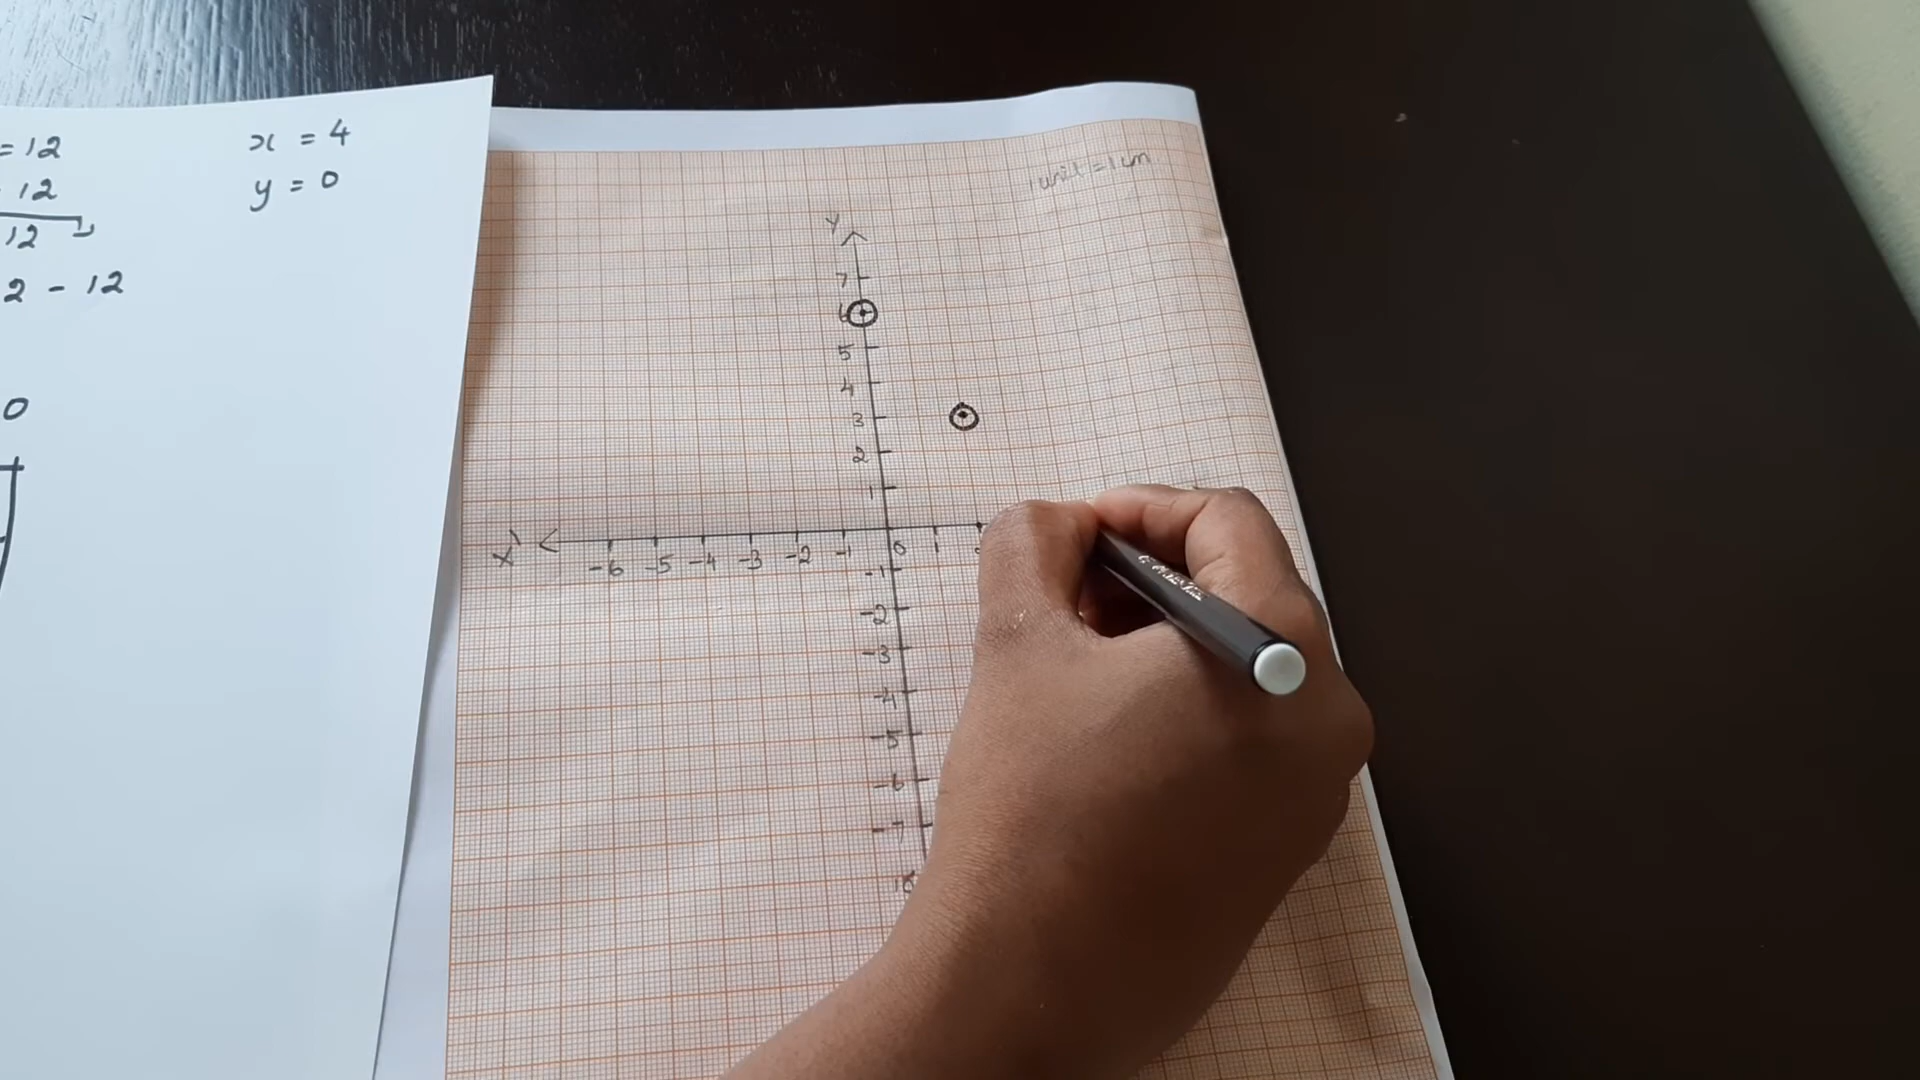 = 12
x = 4
- 12
y = 0
12
2 - 12
0
1 unit = 1 cm
Y
7
6
5
4
3
2
1
X'
-6 -5 -4 -3 -2 -1 0 1
-1
-2
-3
-4
-5
-6
-7